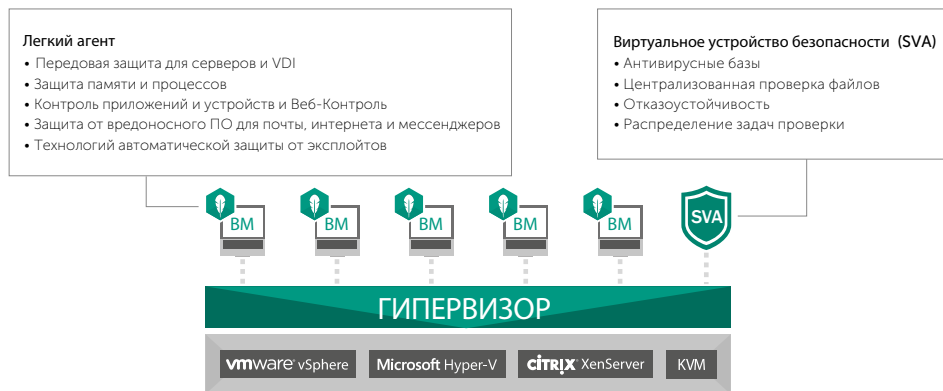 Легкий агент
• Передовая защита для серверов и VDI
• Защита памяти и процессов
• Контроль приложений и устройств и Веб-Контроль
• Защита от вредоносного ПО для почты, интернета и мессенджеров
• Технологий автоматической защиты от эксплойтов
Виртуальное устройство безопасности (SVA)
• Антивирусные базы
• Централизованная проверка файлов
• Отказоустойчивость
• Распределение задач проверки
ВМ ВМ ВМ ВМ ВМ SVA
ГИПЕРВИЗОР
vmware® vSphere Microsoft Hyper-V CİTRIX® XenServer KVM